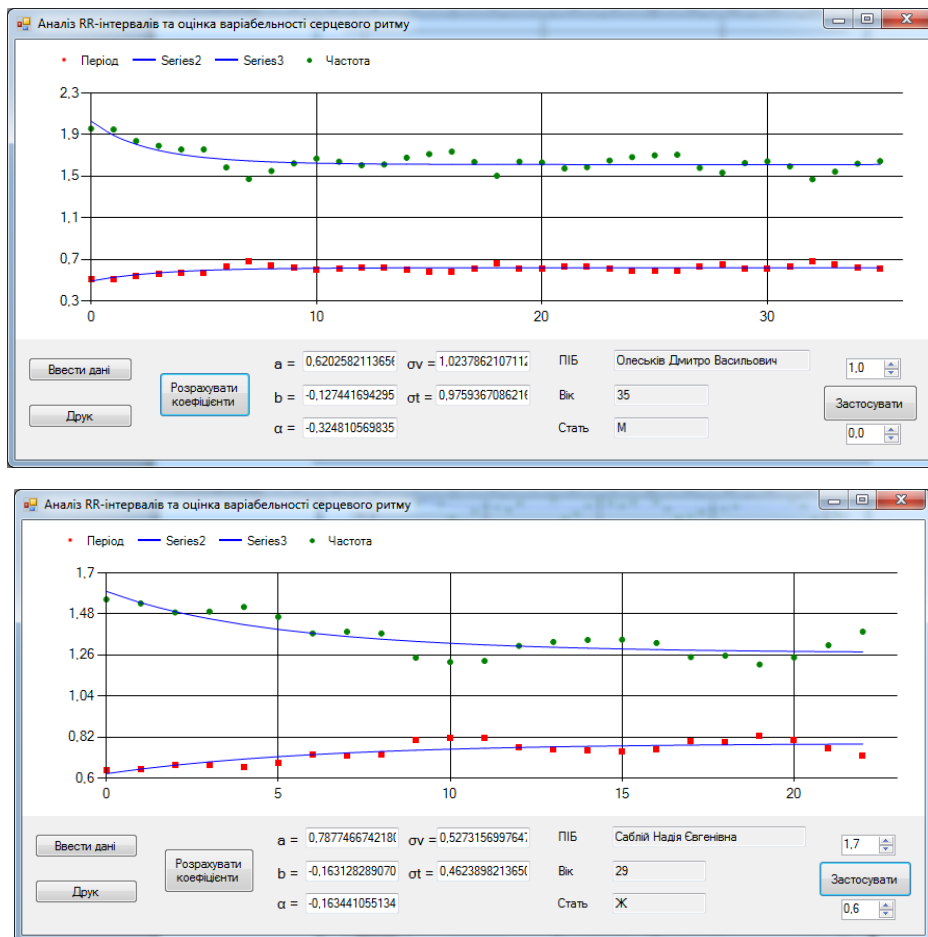 Аналіз RR-інтервалів та оцінка варіабельності серцевого ритму
Період Series2 Series3 Частота
2,3
1,9
1,5
1,1
0,7
0,3
0 10 20 30
a = 0,6202582113656 σv = 1,0237862107112 ПІБ Олеськів Дмитро Васильович 1,0
Ввести дані Розрахувати коефіцієнти b = -0,127441694295 σt = 0,9759367086216 Вік 35 Застосувати
Друк α = -0,324810569835 Стать М 0,0
Аналіз RR-інтервалів та оцінка варіабельності серцевого ритму
Період Series2 Series3 Частота
1,7
1,48
1,26
1,04
0,82
0,6
0 5 10 15 20
a = 0,787746674218( σv = 0,5273156997647 ПІБ Саблій Надія Євгенівна 1,7
Ввести дані Розрахувати коефіцієнти b = -0,163128289070 σt = 0,4623898213650 Вік 29 Застосувати
Друк α = -0,163441055134 Стать Ж 0,6